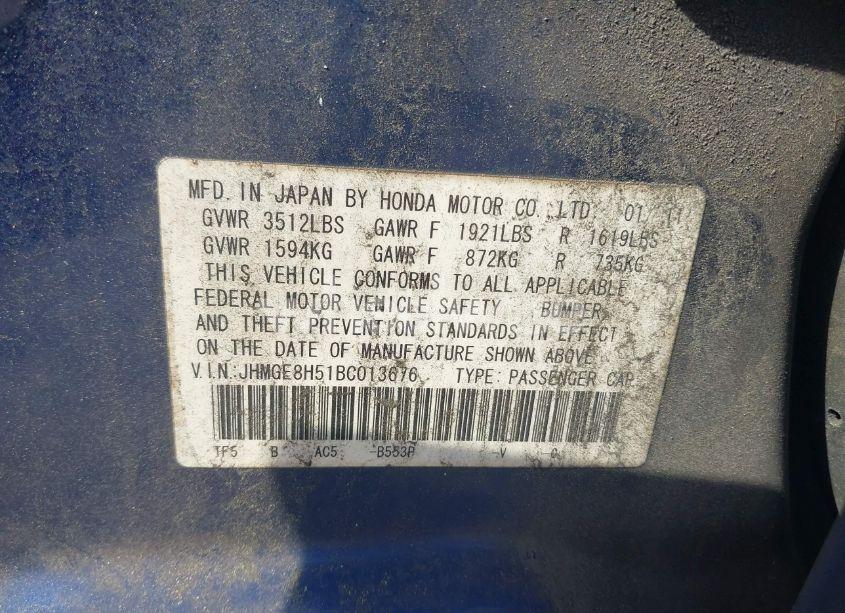 MFD. IN JAPAN BY HONDA MOTOR CO.,LTD. 01/11
GVWR 3512LBS GAWR F 1921LBS R 1619LBS
GVWR 1594KG GAWR F 872KG R 735KG
THIS VEHICLE CONFORMS TO ALL APPLICABLE
FEDERAL MOTOR VEHICLE SAFETY BUMPER
AND THEFT PREVENTION STANDARDS IN EFFECT
ON THE DATE OF MANUFACTURE SHOWN ABOVE
V.I.N:JHMGE8H51BC013676 TYPE:PASSENGER CAR
TF5 B AC5 -B553P -V